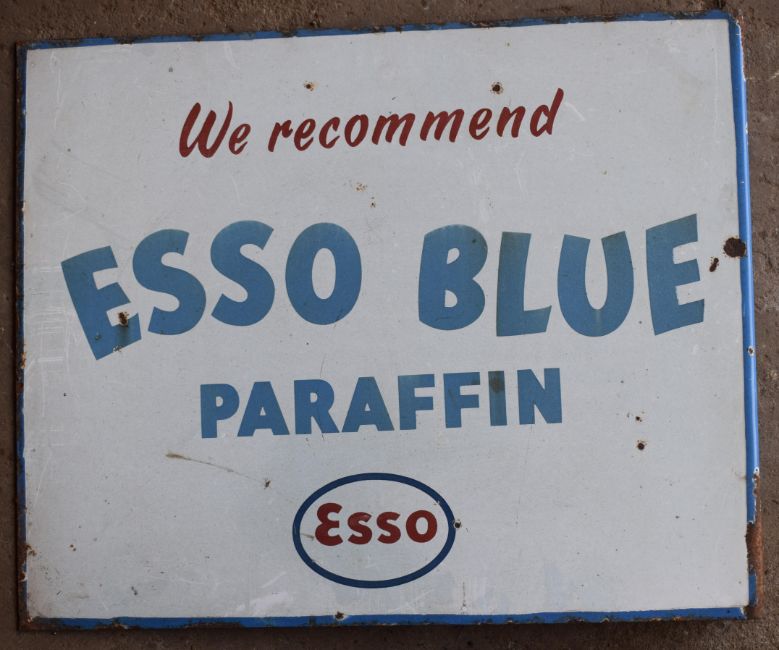 We recommend
ESSO BLUE
PARAFFIN
Esso